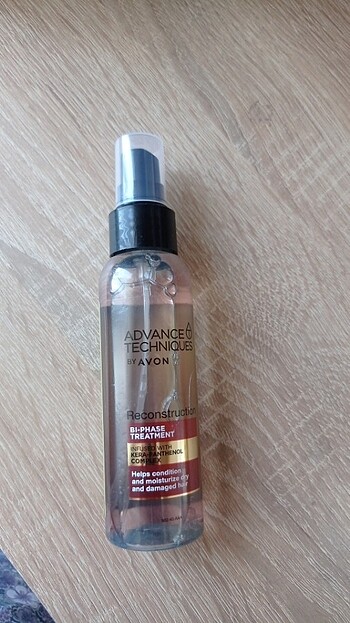 ADVANCE
TECHNIQUES
BY AVON
Reconstruction
BI-PHASE
TREATMENT
INFUSED WITH
KERA-PANTHENOL
COMPLEX
Helps condition
and moisturize dry
and damaged hair